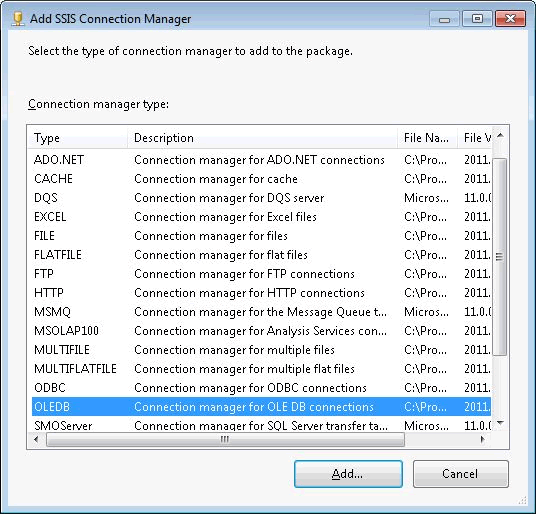 Add SSIS Connection Manager
Select the type of connection manager to add to the package.
Connection manager type:
Type Description File Na... File V
ADO.NET Connection manager for ADO.NET connections C:\Pro... 2011.
CACHE Connection manager for cache C:\Pro... 2011.
DQS Connection manager for DQS server Micros... 11.0.0
EXCEL Connection manager for Excel files C:\Pro... 2011.
FILE Connection manager for files C:\Pro... 2011.
FLATFILE Connection manager for flat files C:\Pro... 2011.
FTP Connection manager for FTP connections C:\Pro... 2011.
HTTP Connection manager for HTTP connections C:\Pro... 2011.
MSMQ Connection manager for the Message Queue t... Micros... 11.0.0
MSOLAP100 Connection manager for Analysis Services con... C:\Pro... 2011.
MULTIFILE Connection manager for multiple files C:\Pro... 2011.
MULTIFLATFILE Connection manager for multiple flat files C:\Pro... 2011.
ODBC Connection manager for ODBC connections C:\Pro... 2011.
OLEDB Connection manager for OLE DB connections C:\Pro... 2011.
SMOServer Connection manager for SQL Server transfer ta... Micros... 11.0.0
Add... Cancel